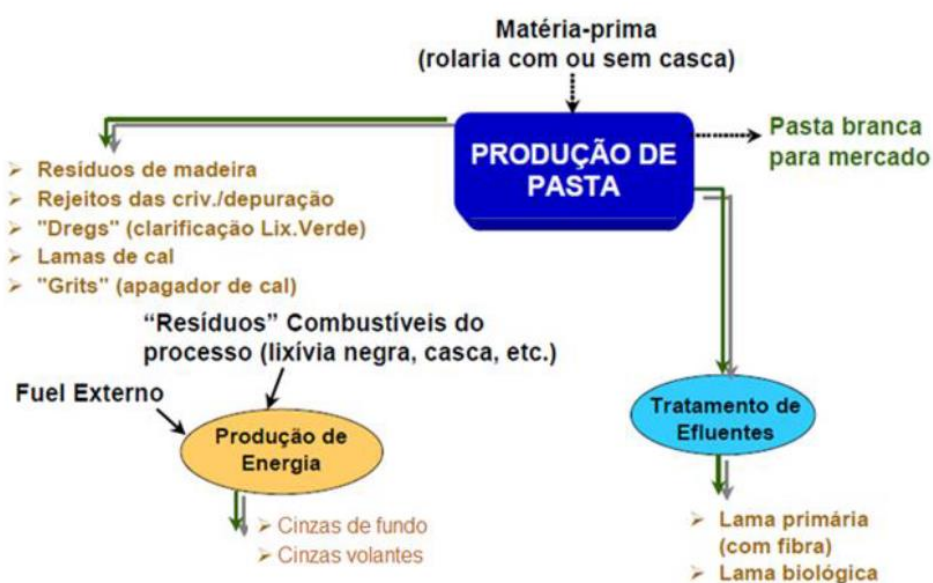 Matéria-prima
(rolaria com ou sem casca)
PRODUÇÃO DE
PASTA
Pasta branca
para mercado
➢ Resíduos de madeira
➢ Rejeitos das criv./depuração
➢ "Dregs" (clarificação Lix.Verde)
➢ Lamas de cal
➢ "Grits" (apagador de cal)
“Resíduos” Combustíveis do
processo (lixívia negra, casca, etc.)
Fuel Externo
Produção de
Energia
➢ Cinzas de fundo
➢ Cinzas volantes
Tratamento de
Efluentes
➢ Lama primária
(com fibra)
➢ Lama biológica